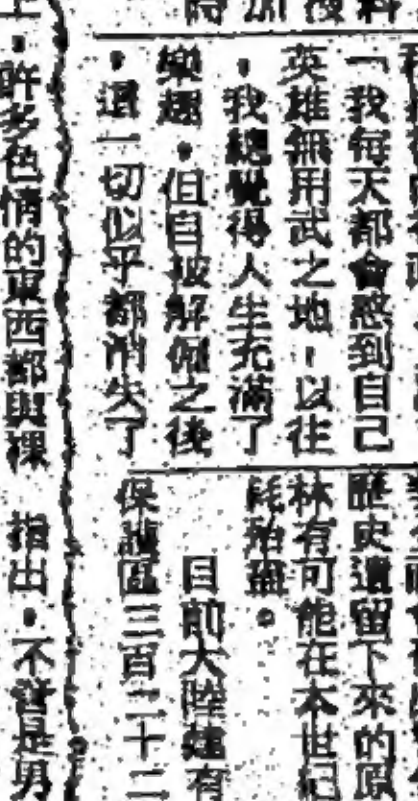 「我每天都會感到自己
英雄無用武之地,以往
,我總覺得人生充滿了
樂趣,但自被解僱之後
,這一切似乎都消失了
歷史遺留下來的原
林有可能在本世紀
耗殆盡。
目前大陸建有
保護區三百二十二
上,許多色情的東西都與裸
指出,不管是男